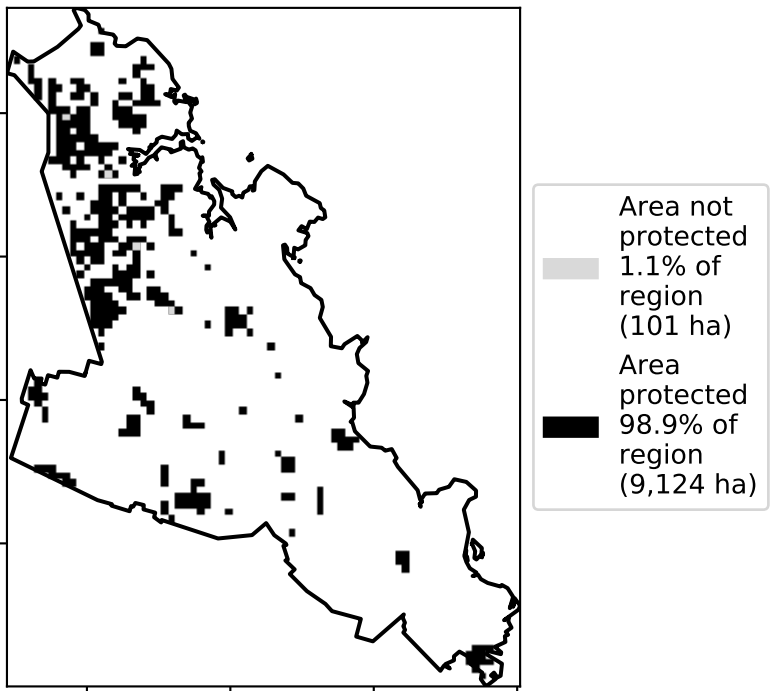 Area not
protected
1.1% of
region
(101 ha)
Area
protected
98.9% of
region
(9,124 ha)